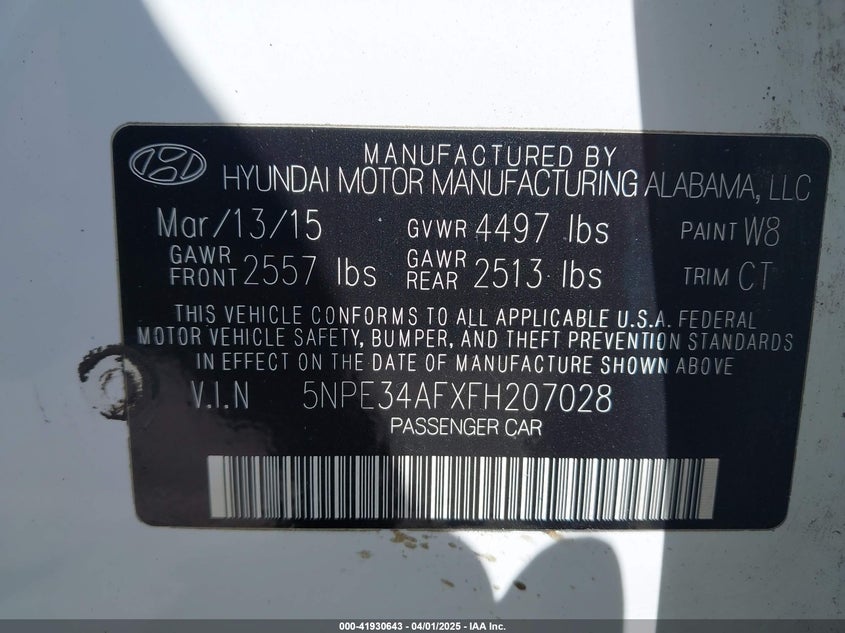 MANUFACTURED BY
HYUNDAI MOTOR MANUFACTURING ALABAMA, LLC
Mar/13/15 GVWR 4497 lbs PAINT W8
GAWR FRONT 2557 lbs GAWR REAR 2513 lbs TRIM CT
THIS VEHICLE CONFORMS TO ALL APPLICABLE U.S.A. FEDERAL
MOTOR VEHICLE SAFETY, BUMPER, AND THEFT PREVENTION STANDARDS
IN EFFECT ON THE DATE OF MANUFACTURE SHOWN ABOVE
V.I.N 5NPE34AFXFH207028
PASSENGER CAR
000-41930643 | 04/01/2025 - IAA Inc.